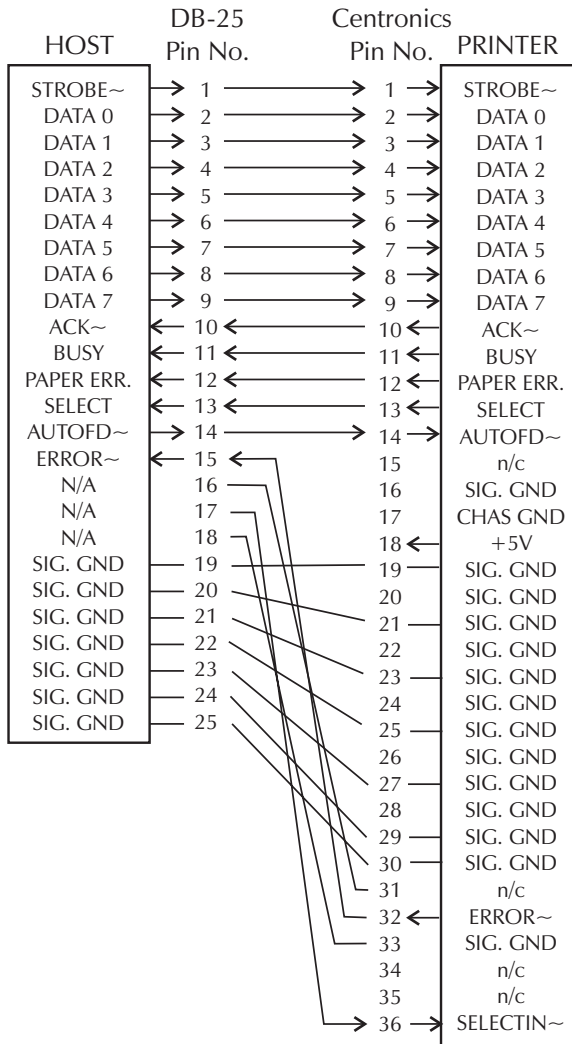 DB-25 Centronics
HOST Pin No. Pin No. PRINTER
STROBE~ 1 1 STROBE~
DATA 0 2 2 DATA 0
DATA 1 3 3 DATA 1
DATA 2 4 4 DATA 2
DATA 3 5 5 DATA 3
DATA 4 6 6 DATA 4
DATA 5 7 7 DATA 5
DATA 6 8 8 DATA 6
DATA 7 9 9 DATA 7
ACK~ 10 10 ACK~
BUSY 11 11 BUSY
PAPER ERR. 12 12 PAPER ERR.
SELECT 13 13 SELECT
AUTOFD~ 14 14 AUTOFD~
ERROR~ 15 15 n/c
N/A 16 16 SIG. GND
N/A 17 17 CHAS GND
N/A 18 18 +5V
SIG. GND 19 19 SIG. GND
SIG. GND 20 20 SIG. GND
SIG. GND 21 21 SIG. GND
SIG. GND 22 22 SIG. GND
SIG. GND 23 23 SIG. GND
SIG. GND 24 24 SIG. GND
SIG. GND 25 25 SIG. GND
26 SIG. GND
27 SIG. GND
28 SIG. GND
29 SIG. GND
30 SIG. GND
31 n/c
32 ERROR~
33 SIG. GND
34 n/c
35 n/c
36 SELECTIN~